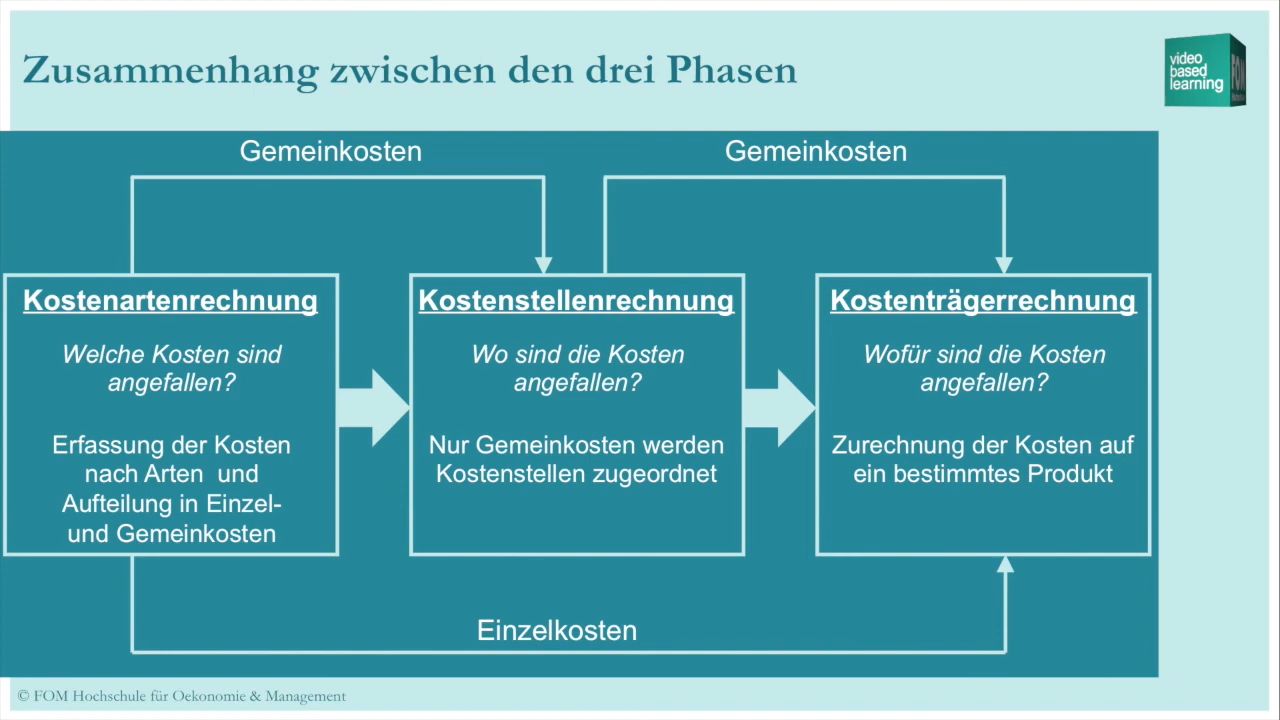 Zusammenhang zwischen den drei Phasen
video
based
learning
FOM
Gemeinkosten
Gemeinkosten
Kostenartenrechnung
Welche Kosten sind
angefallen?
Erfassung der Kosten
nach Arten und
Aufteilung in Einzel-
und Gemeinkosten
Kostenstellenrechnung
Wo sind die Kosten
angefallen?
Nur Gemeinkosten werden
Kostenstellen zugeordnet
Kostenträgerrechnung
Wofür sind die Kosten
angefallen?
Zurechnung der Kosten auf
ein bestimmtes Produkt
Einzelkosten
© FOM Hochschule für Oekonomie & Management